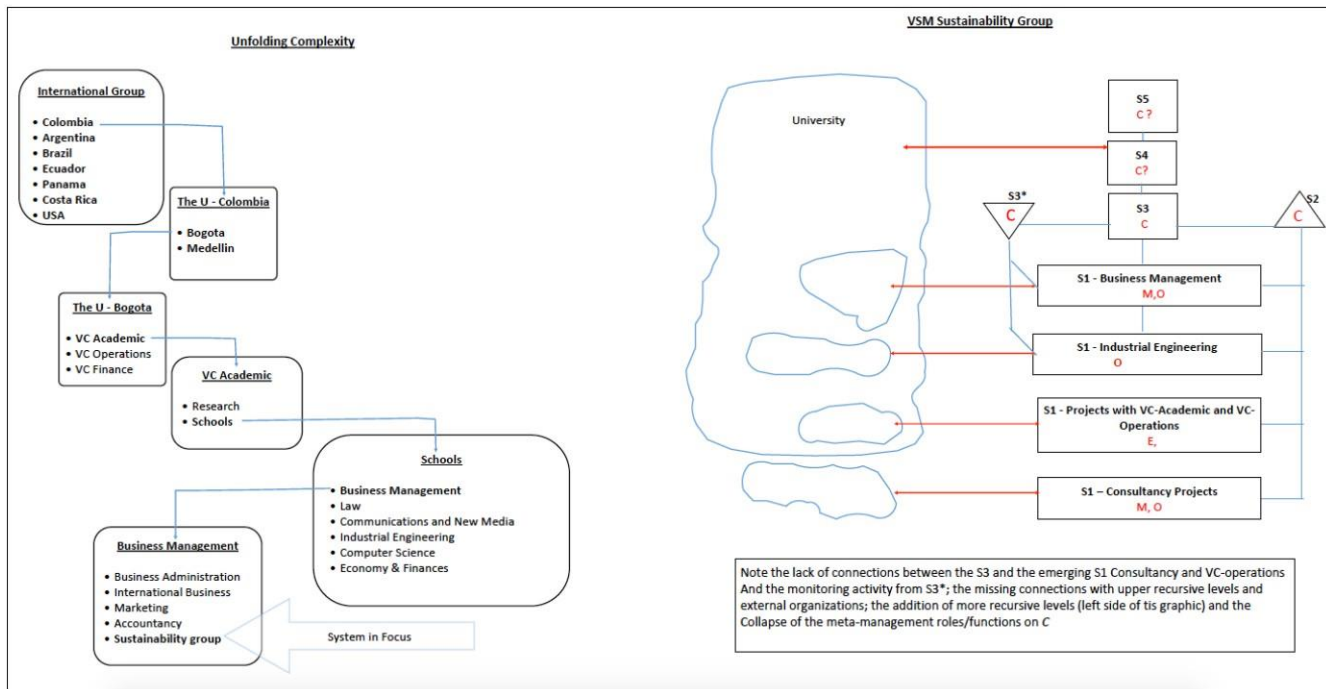 Unfolding Complexity
International Group
• Colombia
• Argentina
• Brazil
• Ecuador
• Panama
• Costa Rica
• USA
The U - Colombia
• Bogota
• Medellin
The U - Bogota
• VC Academic
• VC Operations
• VC Finance
VC Academic
• Research
• Schools
Schools
• Business Management
• Law
• Communications and New Media
• Industrial Engineering
• Computer Science
• Economy & Finances
Business Management
• Business Administration
• International Business
• Marketing
• Accountancy
• Sustainability group
System in Focus
VSM Sustainability Group
University
S5
C ?
S4
C?
S3*
C
S3
C
S2
C
S1 - Business Management
M,O
S1 - Industrial Engineering
O
S1 - Projects with VC-Academic and VC-
Operations
E,
S1 – Consultancy Projects
M, O
Note the lack of connections between the S3 and the emerging S1 Consultancy and VC-operations
And the monitoring activity from S3*; the missing connections with upper recursive levels and
external organizations; the addition of more recursive levels (left side of tis graphic) and the
Collapse of the meta-management roles/functions on C